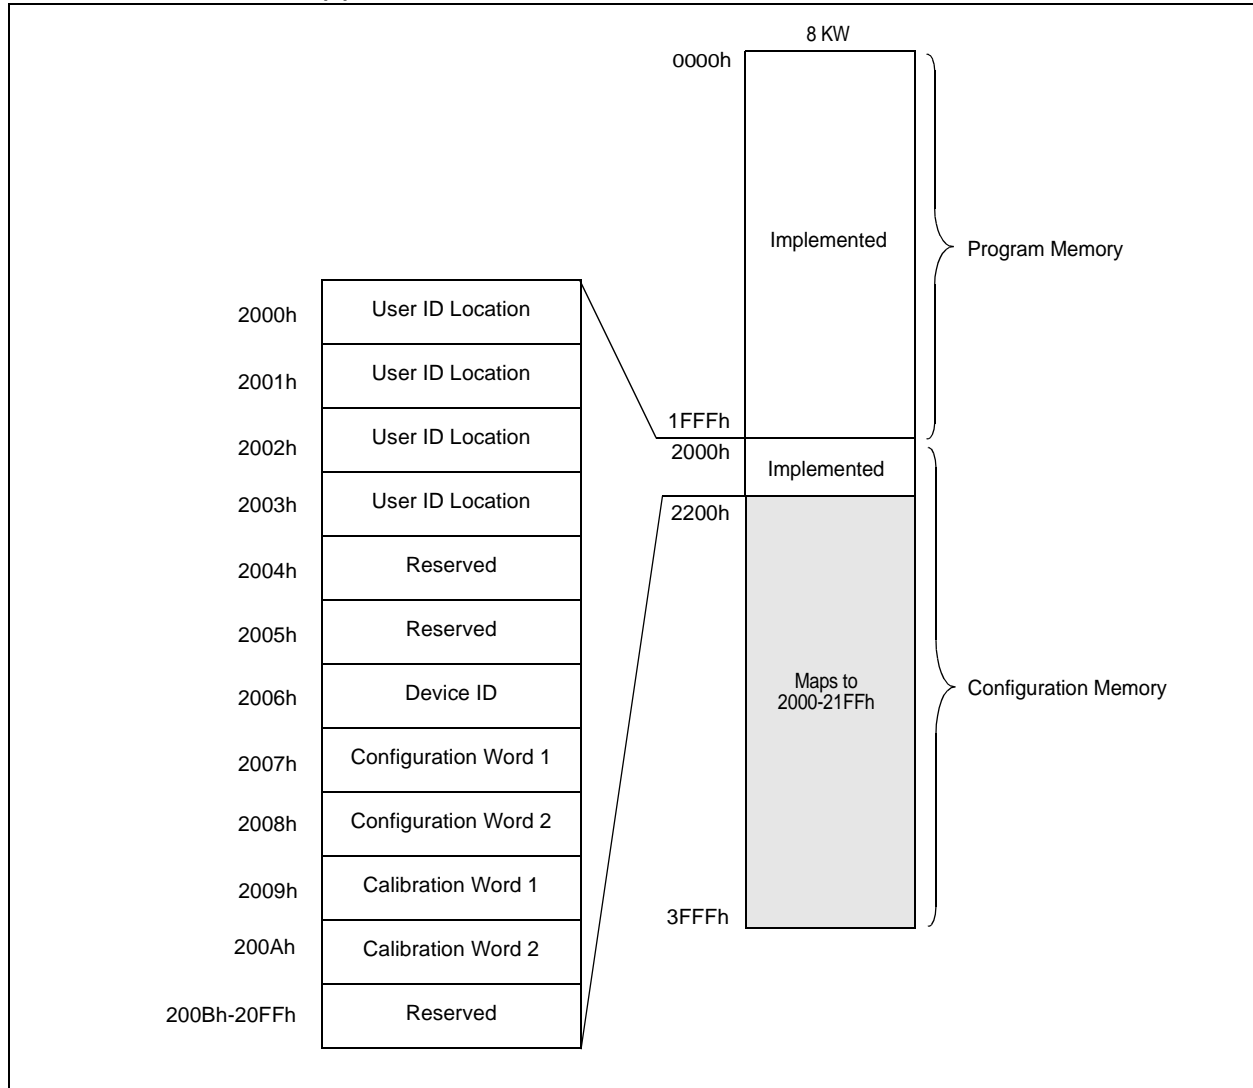 8 KW
0000h
Implemented
Program Memory
1FFFh
2000h
Implemented
2200h
Maps to
2000-21FFh
Configuration Memory
3FFFh
2000h User ID Location
2001h User ID Location
2002h User ID Location
2003h User ID Location
2004h Reserved
2005h Reserved
2006h Device ID
2007h Configuration Word 1
2008h Configuration Word 2
2009h Calibration Word 1
200Ah Calibration Word 2
200Bh-20FFh Reserved